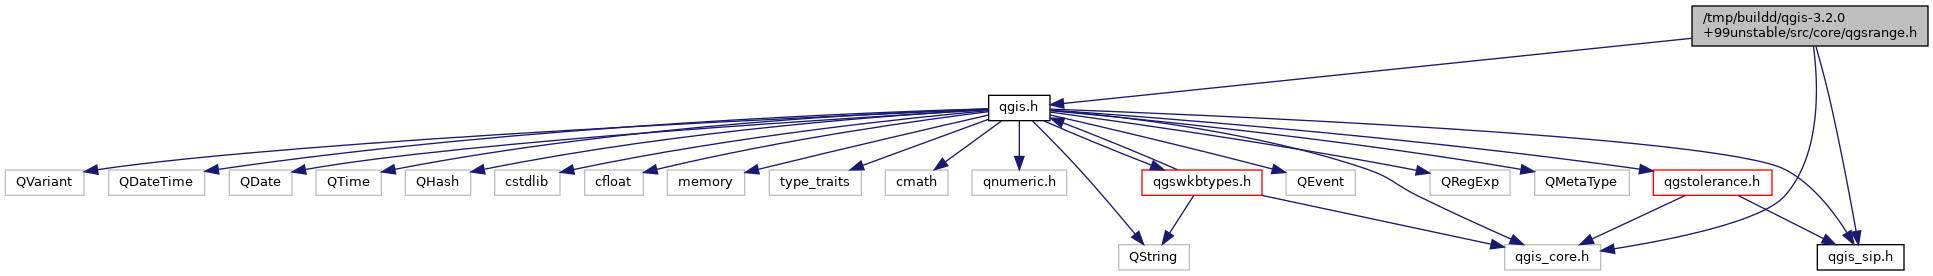 /tmp/buildd/qgis-3.2.0
+99unstable/src/core/qgsrange.h
qgis.h
QVariant
QDateTime
QDate
QTime
QHash
cstdlib
cfloat
memory
type_traits
cmath
qnumeric.h
qgswkbtypes.h
QEvent
QRegExp
QMetaType
qgstolerance.h
QString
qgis_core.h
qgis_sip.h